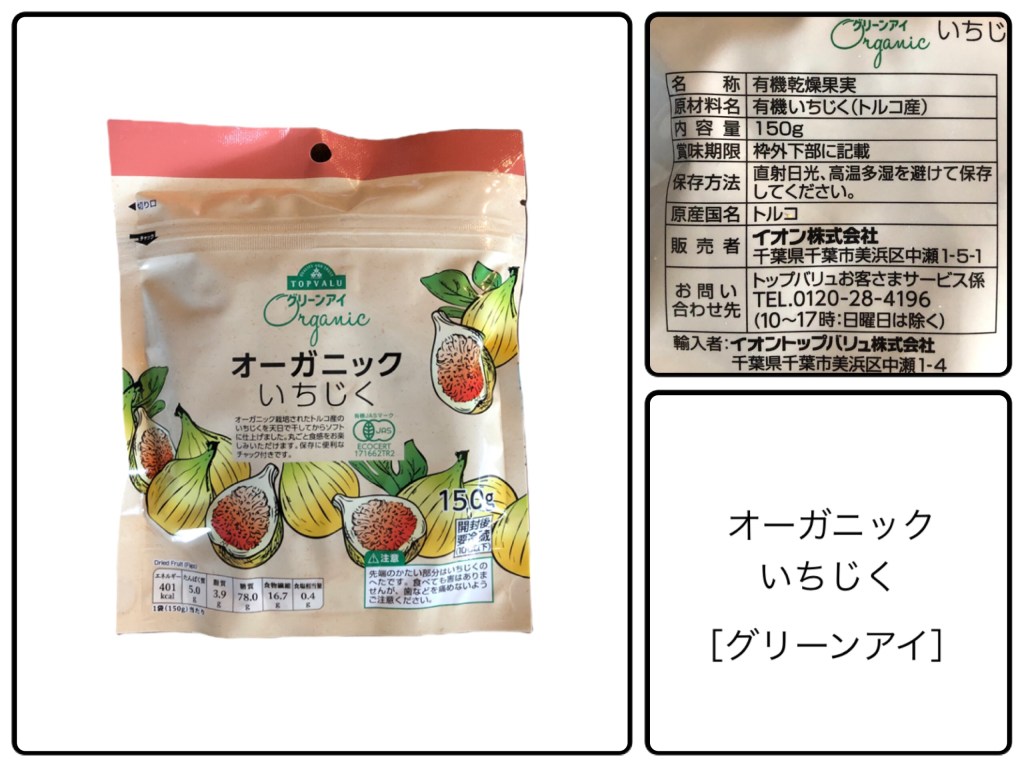 切り口
チャック
TOPVALU
グリーンアイ
Organic
オーガニック
いちじく
オーガニック栽培されたトルコ産の
いちじくを天日で干してからソフト
に仕上げました。丸ごと食感をお楽
しみいただけます。保存に便利な
チャック付きです。
有機JASマーク
JAS
ECOCERT
171662TR2
150g
開封後
要冷蔵
(10℃以下)
注意
先端のかたい部分はいちじくの
へたです。食べても害はありま
せんが、歯などを痛めないよう
ご注意ください。
Dried Fruit (Figs)
エネルギー たんぱく質 脂質 糖質 食物繊維 食塩相当量
401 kcal 5.0 g 3.9 g 78.0 g 16.7 g 0.4 g
1袋(150g)当たり
グリーンアイ
Organic いちじ
名称 有機乾燥果実
原材料名 有機いちじく(トルコ産)
内容量 150g
賞味期限 枠外下部に記載
保存方法 直射日光、高温多湿を避けて保存
してください。
原産国名 トルコ
販売者 イオン株式会社
千葉県千葉市美浜区中瀬1-5-1
お問い合わせ先 トップバリュお客さまサービス係
TEL.0120-28-4196
(10～17時:日曜日は除く)
輸入者:イオントップバリュ株式会社
千葉県千葉市美浜区中瀬1-4
オーガニック
いちじく
[グリーンアイ]